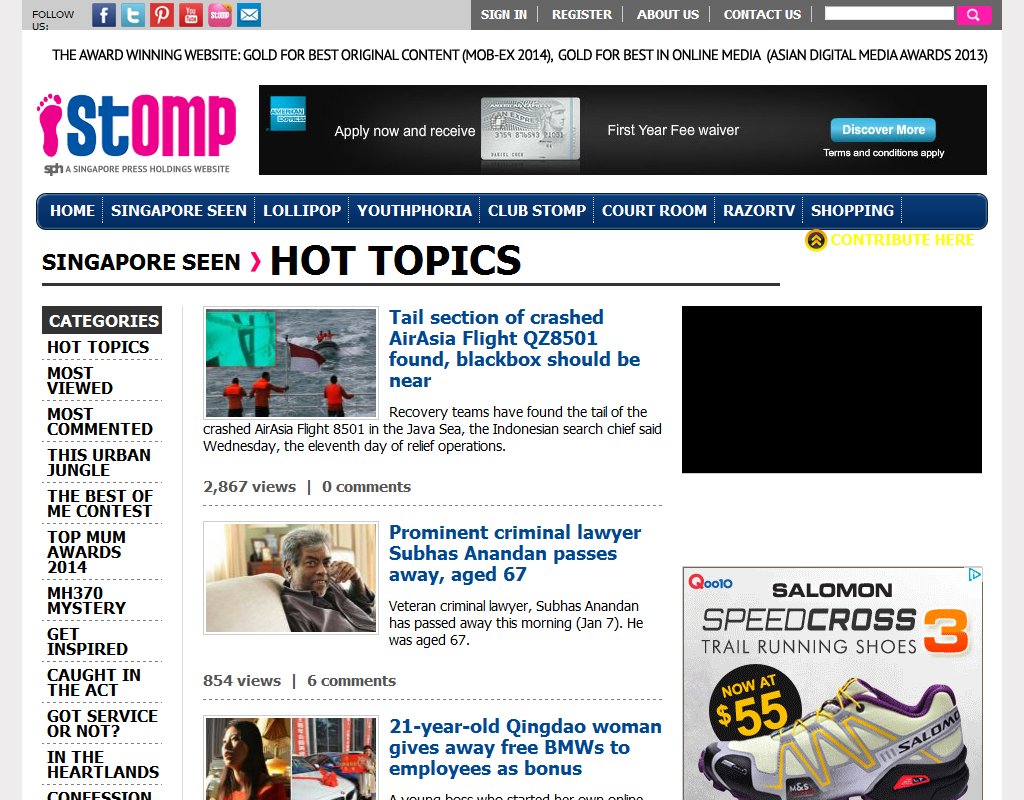 FOLLOW
US:
SIGN IN
REGISTER
ABOUT US
CONTACT US
THE AWARD WINNING WEBSITE: GOLD FOR BEST ORIGINAL CONTENT (MOB-EX 2014), GOLD FOR BEST IN ONLINE MEDIA (ASIAN DIGITAL MEDIA AWARDS 2013)
stomp
sph A SINGAPORE PRESS HOLDINGS WEBSITE
AMERICAN
EXPRESS
Apply now and receive
First Year Fee waiver
Discover More
Terms and conditions apply
HOME
SINGAPORE SEEN
LOLLIPOP
YOUTHPHORIA
CLUB STOMP
COURT ROOM
RAZORTV
SHOPPING
CONTRIBUTE HERE
SINGAPORE SEEN
HOT TOPICS
CATEGORIES
HOT TOPICS
MOST
VIEWED
MOST
COMMENTED
THIS URBAN
JUNGLE
THE BEST OF
ME CONTEST
TOP MUM
AWARDS
2014
MH370
MYSTERY
GET
INSPIRED
CAUGHT IN
THE ACT
GOT SERVICE
OR NOT?
IN THE
HEARTLANDS
CONFESSION
Tail section of crashed
AirAsia Flight QZ8501
found, blackbox should be
near
Recovery teams have found the tail of the
crashed AirAsia Flight 8501 in the Java Sea, the Indonesian search chief said
Wednesday, the eleventh day of relief operations.
2,867 views | 0 comments
Prominent criminal lawyer
Subhas Anandan passes
away, aged 67
Veteran criminal lawyer, Subhas Anandan
has passed away this morning (Jan 7). He
was aged 67.
854 views | 6 comments
21-year-old Qingdao woman
gives away free BMWs to
employees as bonus
A young boss who started her own online
Qoo10
SALOMON
SPEEDCROSS 3
TRAIL RUNNING SHOES
NOW AT
$55
SALOMO